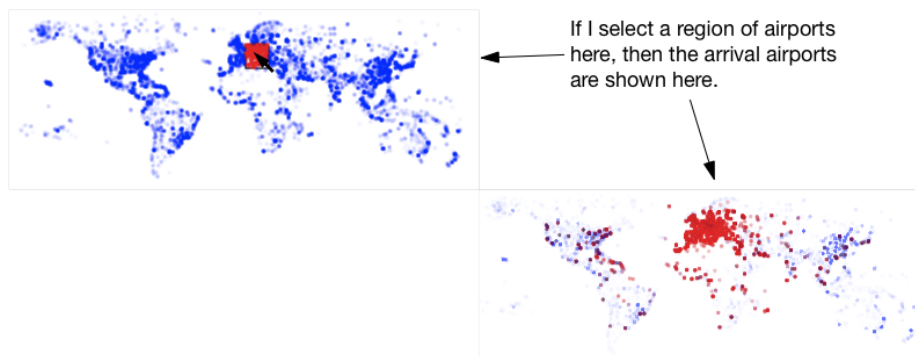 If I select a region of airports
here, then the arrival airports
are shown here.